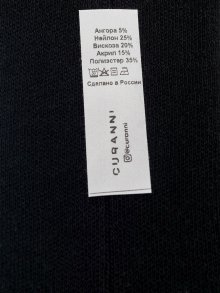 Ангора 5%
Нейлон 25%
Вискоза 20%
Акрил 15%
Полиэстер 35%
Сделано в России
CURANNI
@curanni